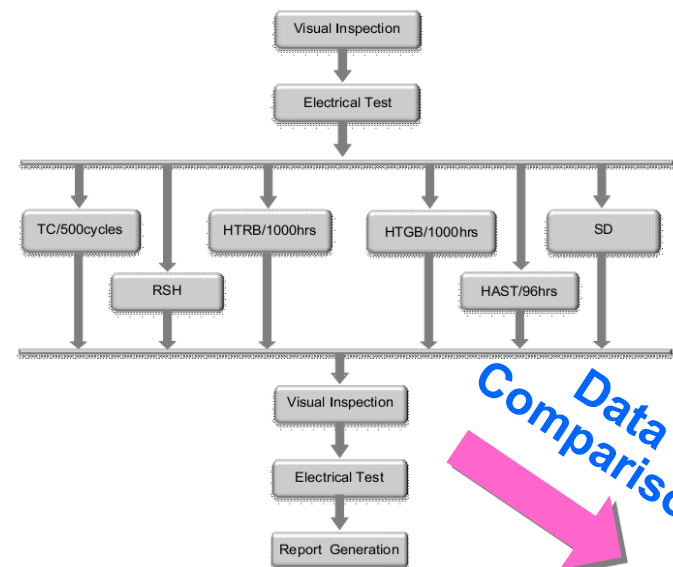 Visual Inspection
Electrical Test
TC/500cycles
HTRB/1000hrs
HTGB/1000hrs
SD
RSH
HAST/96hrs
Visual Inspection
Electrical Test
Report Generation
Data
Compariso